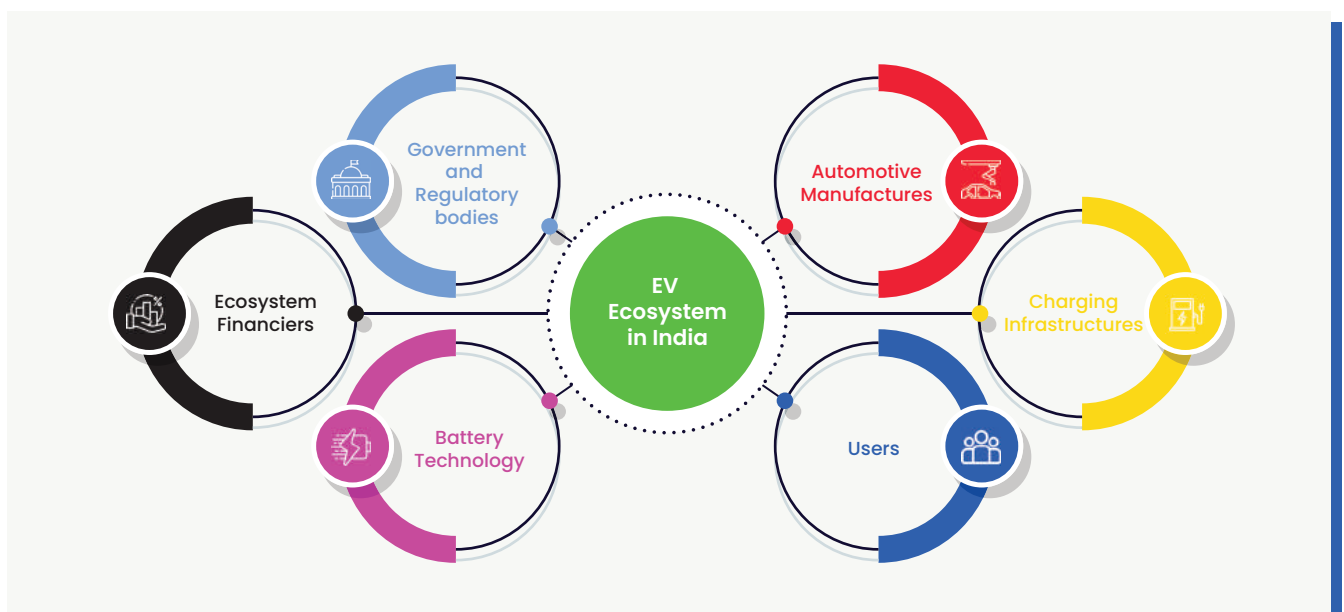 Government
and
Regulatory
bodies
Automotive
Manufactures
Ecosystem
Financiers
EV
Ecosystem
in India
Charging
Infrastructures
Battery
Technology
Users